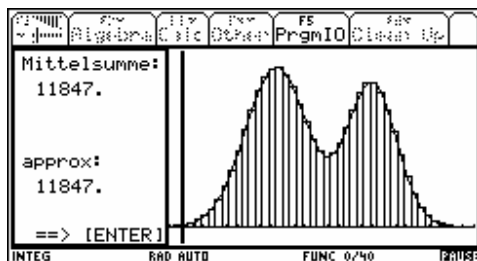 F5
Algebra Calc Other PrgmIO Clean Up
Mittelsumme:
11847.
approx:
11847.
==> [ENTER]
INTEG RAD AUTO FUNC 0/40 PAUSE